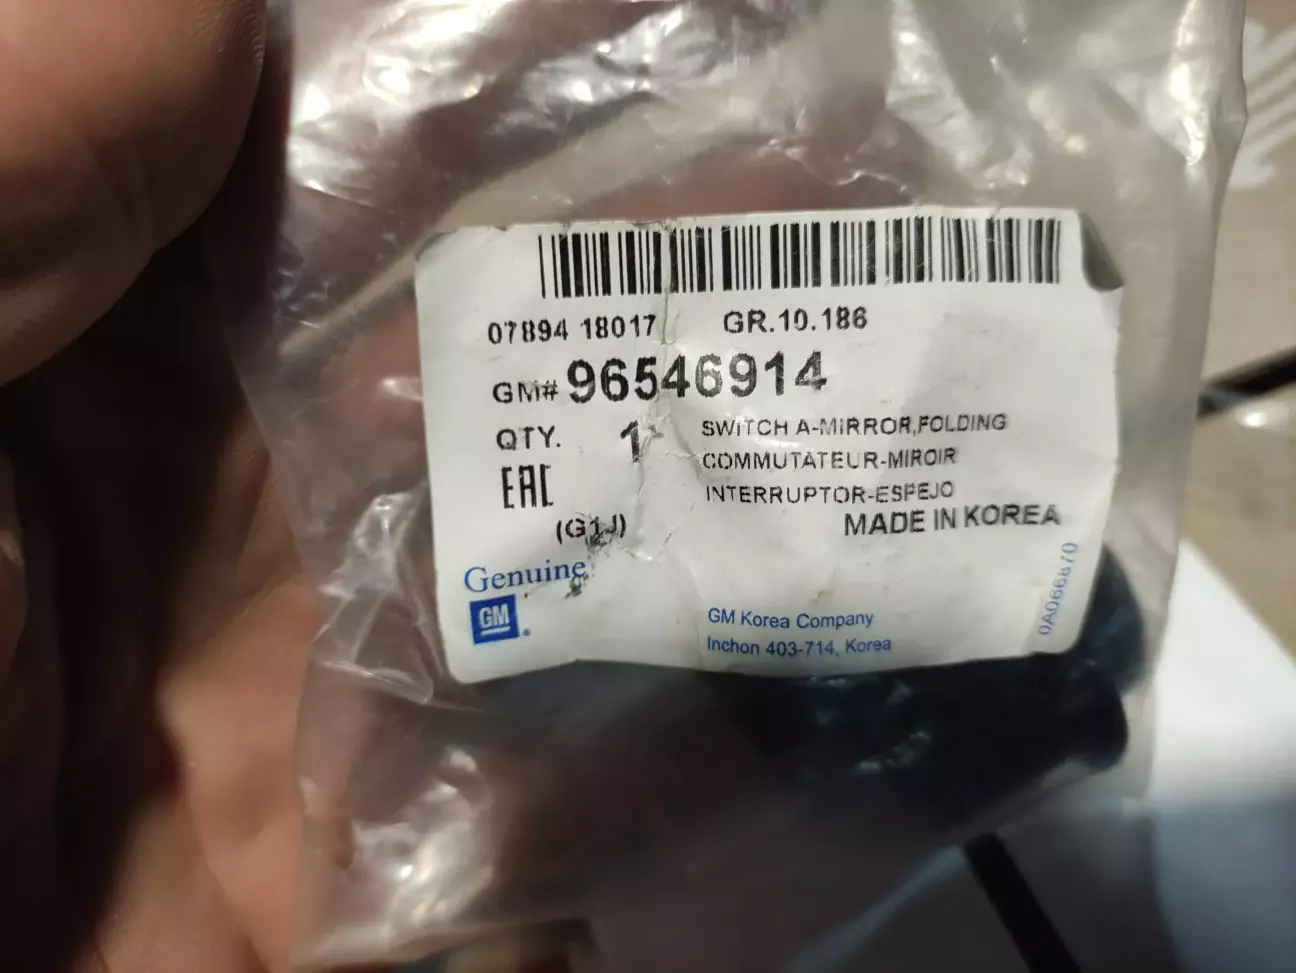 07894 18017 GR.10.186
GM# 96546914
QTY. 1 SWITCH A-MIRROR,FOLDING
COMMUTATEUR-MIROIR
EAC
INTERRUPTOR-ESPEJO
(G1J) MADE IN KOREA
Genuine
GM
GM Korea Company
Inchon 403-714, Korea
0A066870